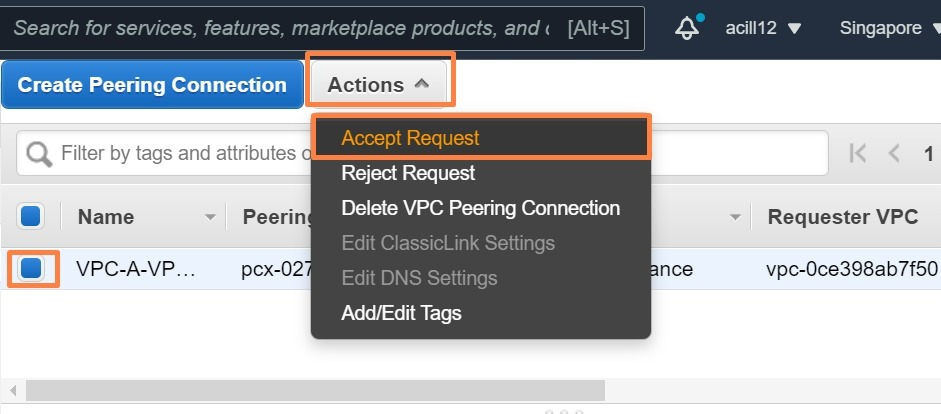 Search for services, features, marketplace products, and [Alt+S] acill12 Singapore
Create Peering Connection Actions
Accept Request
Filter by tags and attributes 1
Reject Request
Name Peering Requester VPC
Delete VPC Peering Connection
Edit ClassicLink Settings
VPC-A-VP… pcx-027 ance vpc-0ce398ab7f50
Edit DNS Settings
Add/Edit Tags